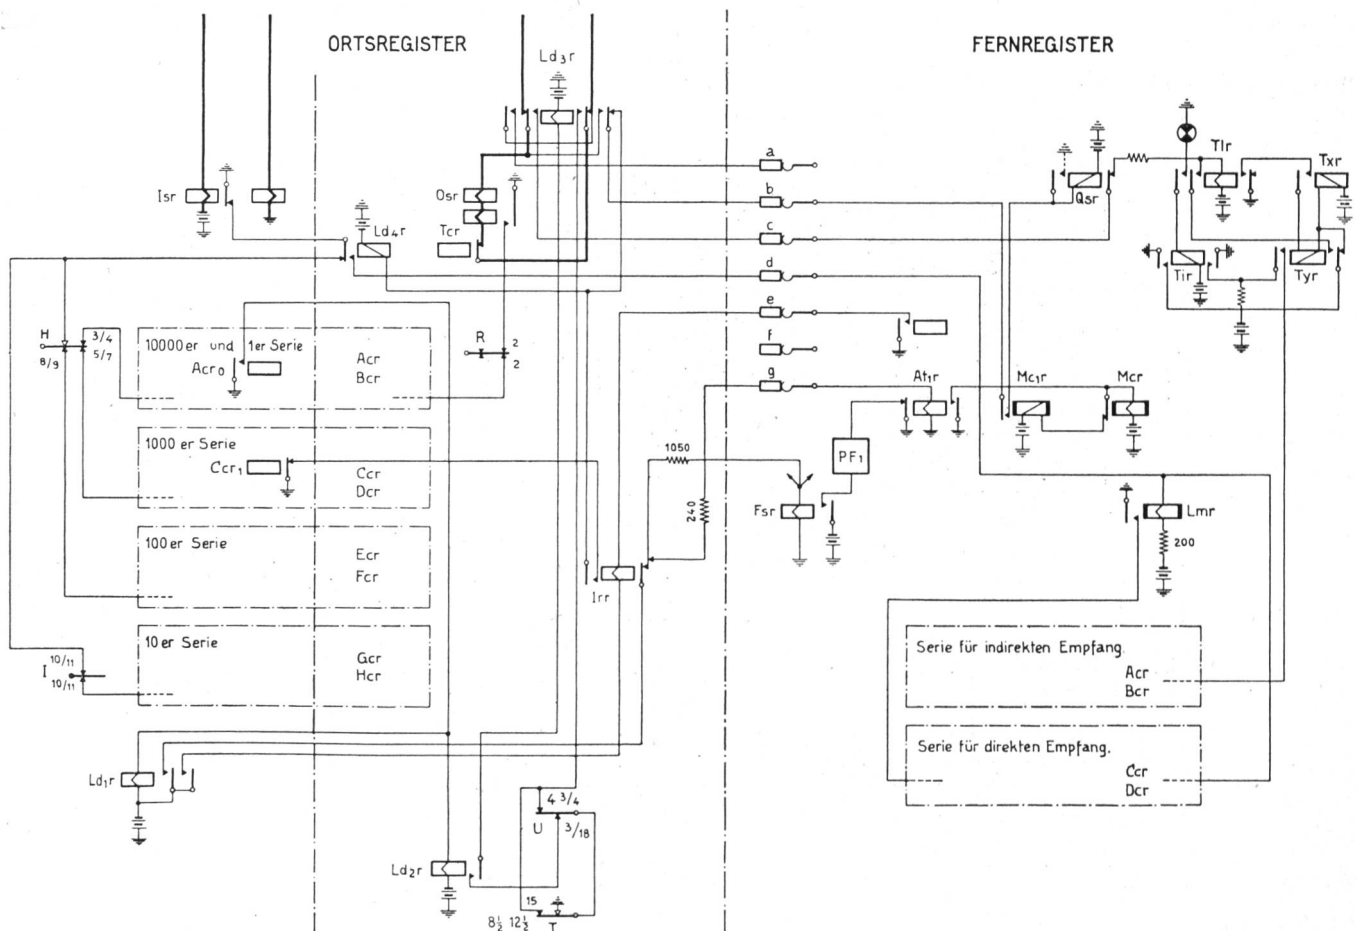 ORTSREGISTER
FERNREGISTER
Ld3r
a
b
c
d
e
f
g
Isr
Osr
Tcr
Ld4r
Qsr
Tlr
Txr
Tir
Tyr
H
3/4
5/7
8/9
10000er und 1er Serie
Acr0
Acr
Bcr
R
2
2
At1r
Mc1r
Mcr
1000 er Serie
Ccr1
Ccr
Dcr
1050
240
PF1
Fsr
Lmr
200
100er Serie
Ecr
Fcr
Irr
10er Serie
Gcr
Hcr
I
10/11
10/11
Serie für indirekten Empfang.
Acr
Bcr
Serie für direkten Empfang.
Ccr
Dcr
Ld1r
4 3/4
U
3/18
Ld2r
15
8½ 12½
T